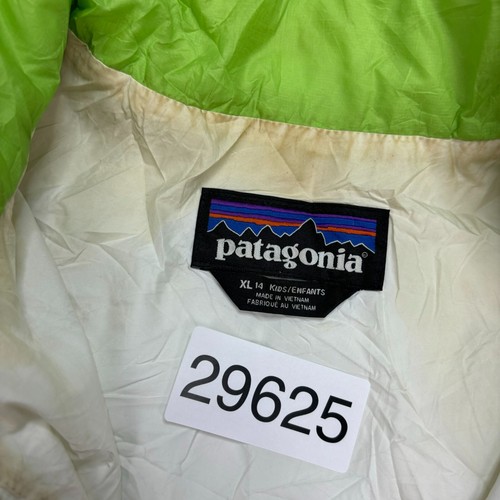 patagonia®
XL 14 KIDS/ENFANTS
MADE IN VIETNAM
FABRIQUÉ AU VIETNAM
29625